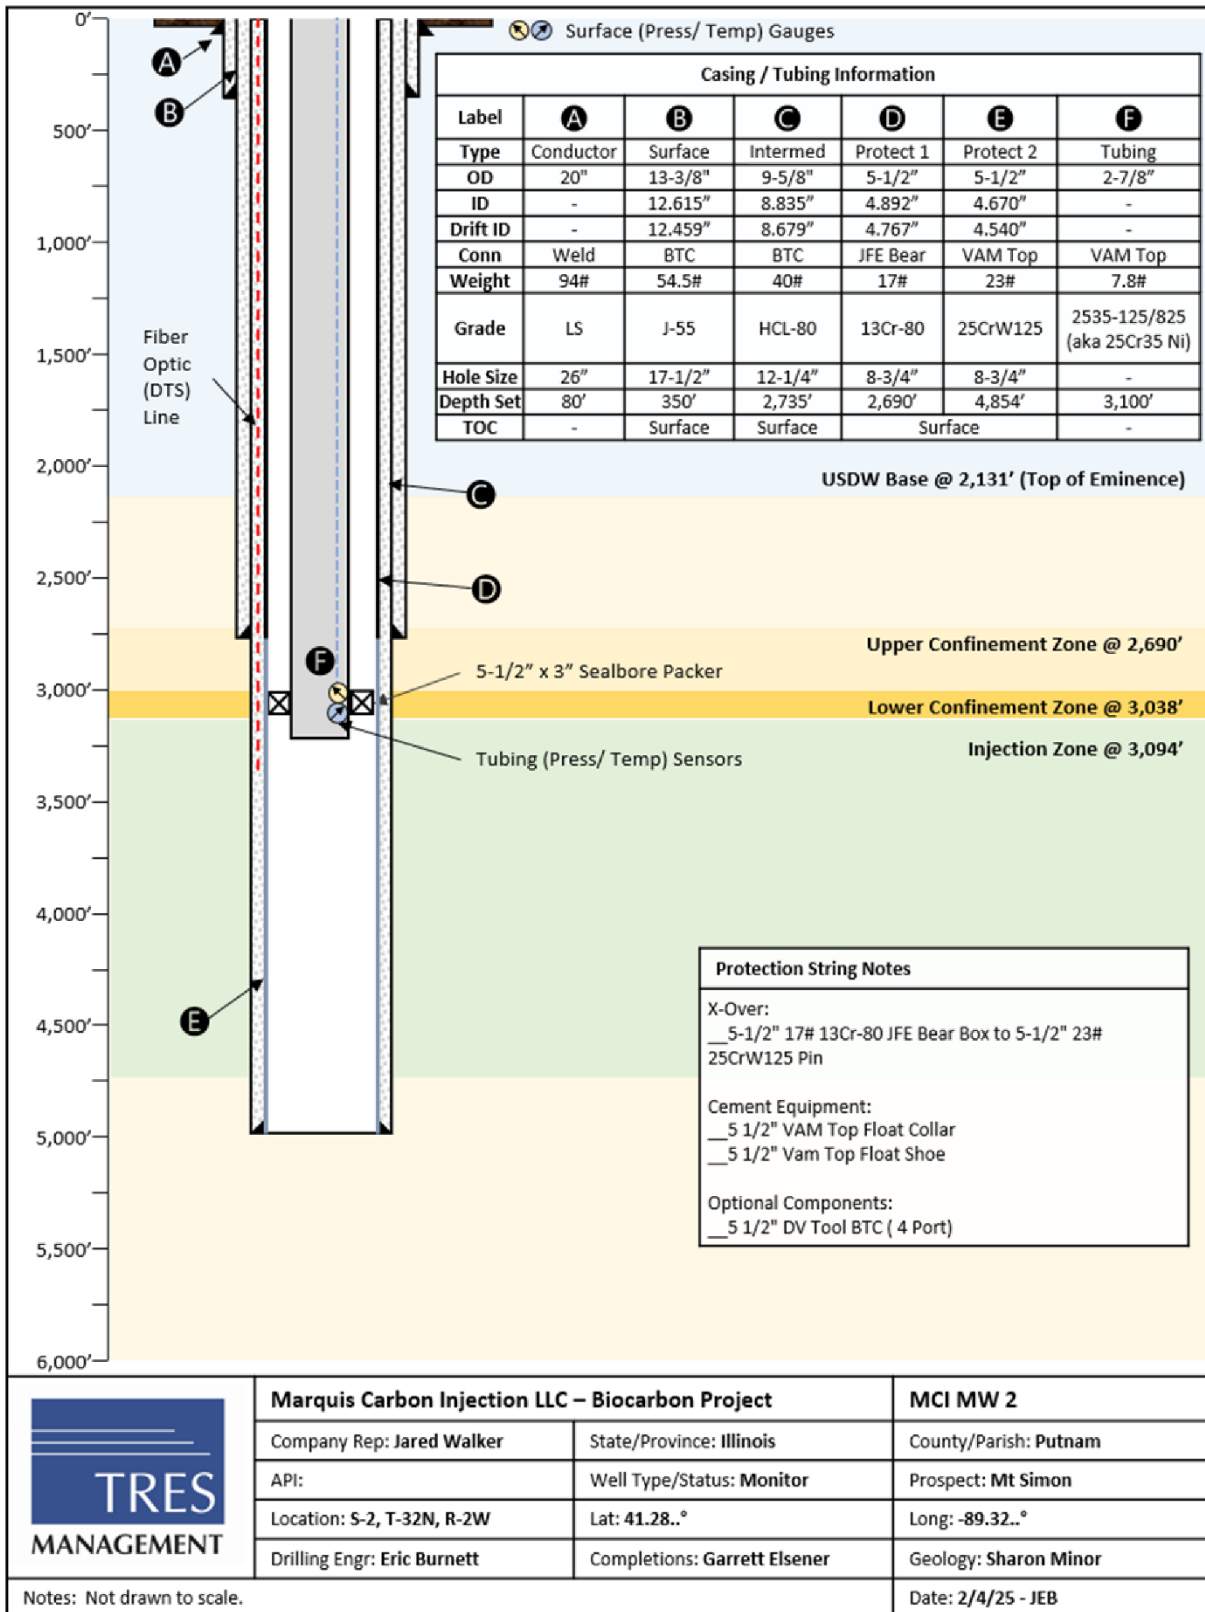 0'
500'
1,000'
1,500'
2,000'
2,500'
3,000'
3,500'
4,000'
4,500'
5,000'
5,500'
6,000'
A
B
Fiber
Optic
(DTS)
Line
C
D
F
E
Surface (Press/ Temp) Gauges
Casing / Tubing Information
Label A B C D E F
Type Conductor Surface Intermed Protect 1 Protect 2 Tubing
OD 20" 13-3/8" 9-5/8" 5-1/2" 5-1/2" 2-7/8"
ID - 12.615" 8.835" 4.892" 4.670" -
Drift ID - 12.459" 8.679" 4.767" 4.540" -
Conn Weld BTC BTC JFE Bear VAM Top VAM Top
Weight 94# 54.5# 40# 17# 23# 7.8#
Grade LS J-55 HCL-80 13Cr-80 25CrW125 2535-125/825
(aka 25Cr35 Ni)
Hole Size 26" 17-1/2" 12-1/4" 8-3/4" 8-3/4" -
Depth Set 80' 350' 2,735' 2,690' 4,854' 3,100'
TOC - Surface Surface Surface -
USDW Base @ 2,131' (Top of Eminence)
Upper Confinement Zone @ 2,690'
5-1/2" x 3" Sealbore Packer
Lower Confinement Zone @ 3,038'
Injection Zone @ 3,094'
Tubing (Press/ Temp) Sensors
Protection String Notes
X-Over:
__5-1/2" 17# 13Cr-80 JFE Bear Box to 5-1/2" 23#
25CrW125 Pin
Cement Equipment:
__5 1/2" VAM Top Float Collar
__5 1/2" Vam Top Float Shoe
Optional Components:
__5 1/2" DV Tool BTC ( 4 Port)
TRES
MANAGEMENT
Marquis Carbon Injection LLC – Biocarbon Project MCI MW 2
Company Rep: Jared Walker State/Province: Illinois County/Parish: Putnam
API: Well Type/Status: Monitor Prospect: Mt Simon
Location: S-2, T-32N, R-2W Lat: 41.28..° Long: -89.32..°
Drilling Engr: Eric Burnett Completions: Garrett Elsener Geology: Sharon Minor
Notes: Not drawn to scale. Date: 2/4/25 - JEB